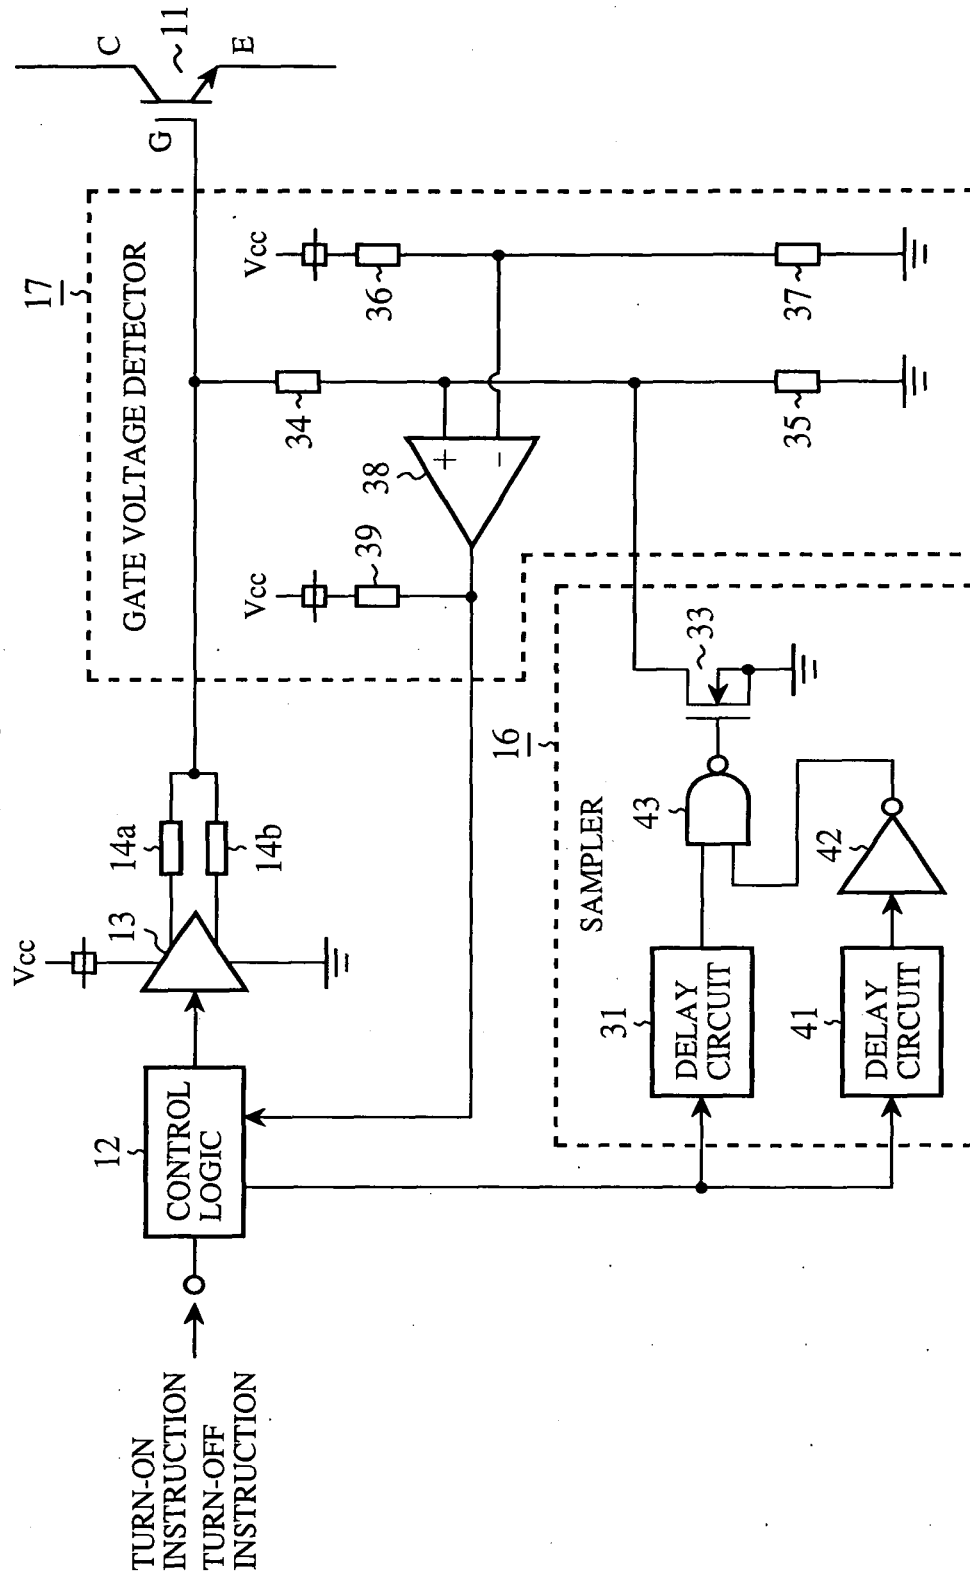 TURN-ON
INSTRUCTION
TURN-OFF
INSTRUCTION
12
CONTROL
LOGIC
Vcc
13
14a
14b
17
GATE VOLTAGE DETECTOR
Vcc
39
38
+
-
34
Vcc
36
35
37
G
C
E
11
16
SAMPLER
31
DELAY
CIRCUIT
41
DELAY
CIRCUIT
42
43
33